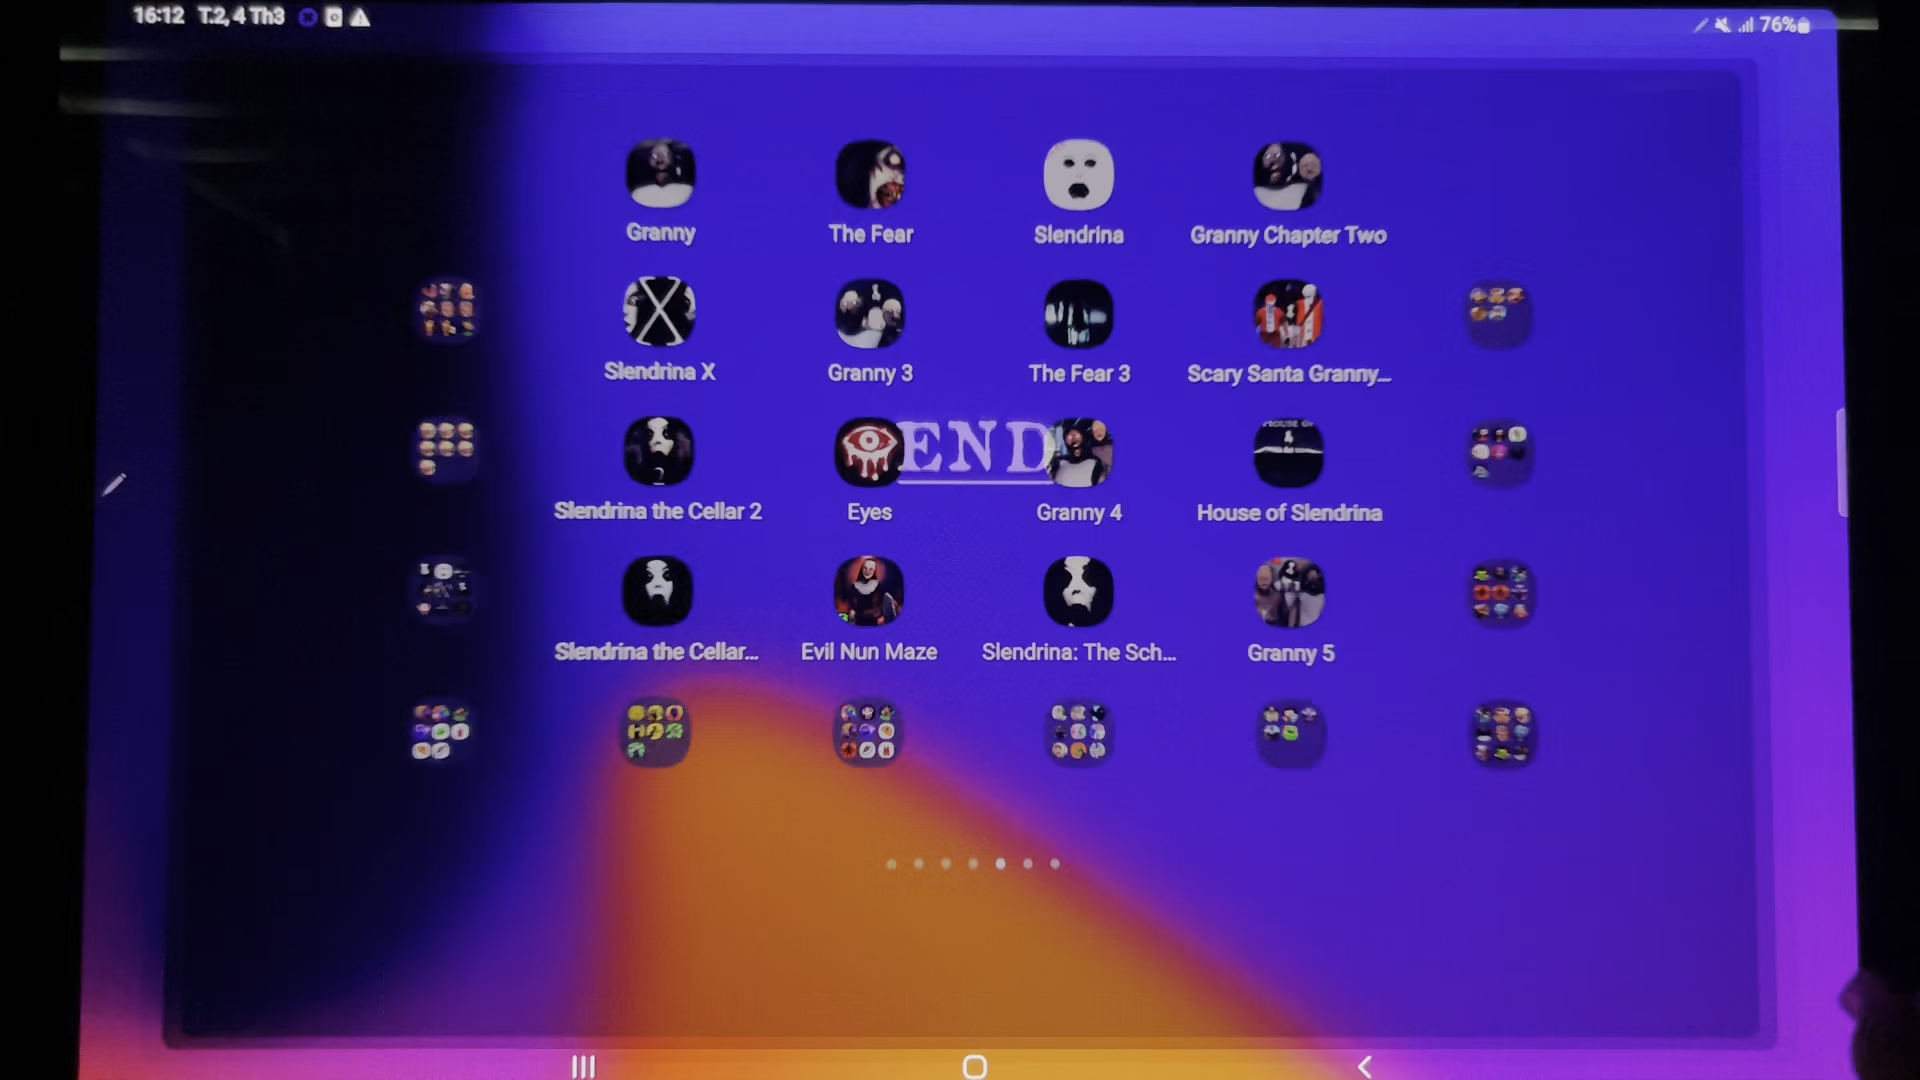 16:12 T.2, 4 Th3
76%
Granny
The Fear
Slendrina
Granny Chapter Two
Slendrina X
Granny 3
The Fear 3
Scary Santa Granny...
END
Slendrina the Cellar 2
Eyes
Granny 4
House of Slendrina
Slendrina the Cellar...
Evil Nun Maze
Slendrina: The Sch...
Granny 5